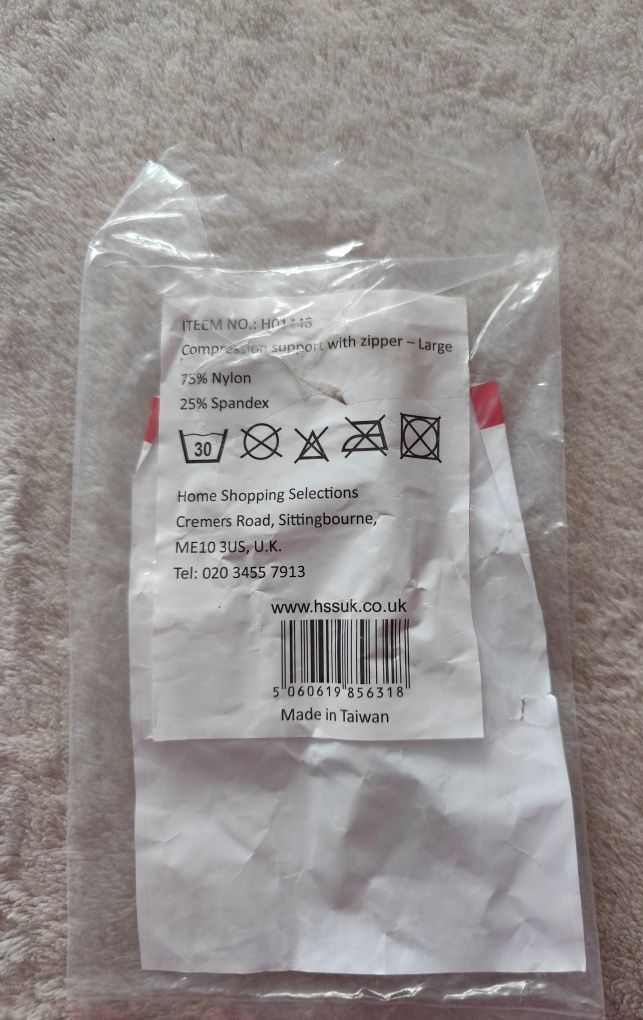 ITEEM NO.:
Compression support with zipper – Large
75% Nylon
25% Spandex
30
Home Shopping Selections
Cremers Road, Sittingbourne,
ME10 3US, U.K.
Tel: 020 3455 7913
www.hssuk.co.uk
5 060619 856318
Made in Taiwan